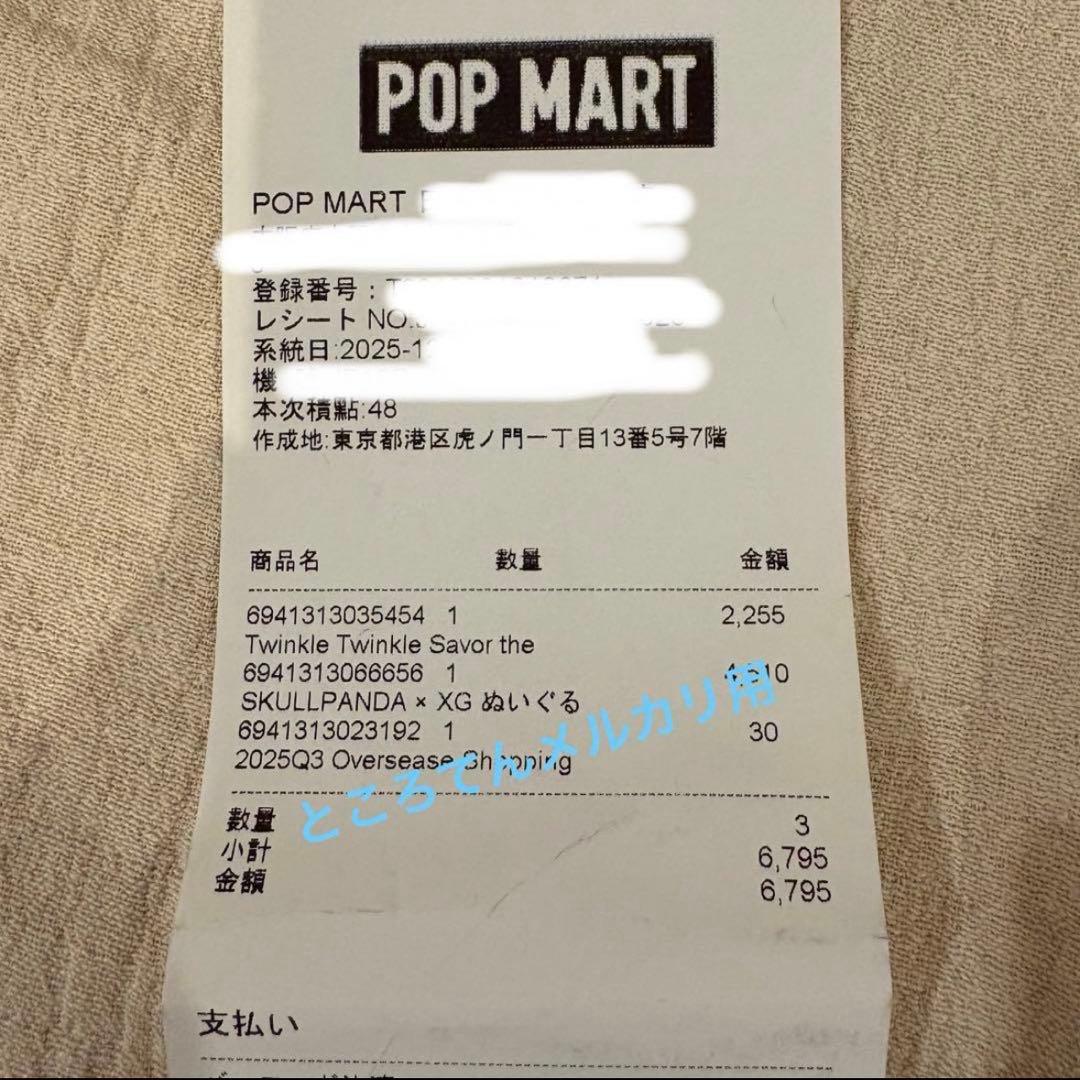 POP MART
POP MART
登録番号：
レシート NO.
系統日:2025-1
機
本次積點:48
作成地:東京都港区虎ノ門一丁目13番5号7階
商品名 數量 金額
6941313035454 1 2,255
Twinkle Twinkle Savor the
6941313066656 1 4,510
SKULLPANDA × XG ぬいぐる
6941313023192 1 30
2025Q3 Oversease Shopping
ところてんメルカリ用
數量 3
小計 6,795
金額 6,795
支払い